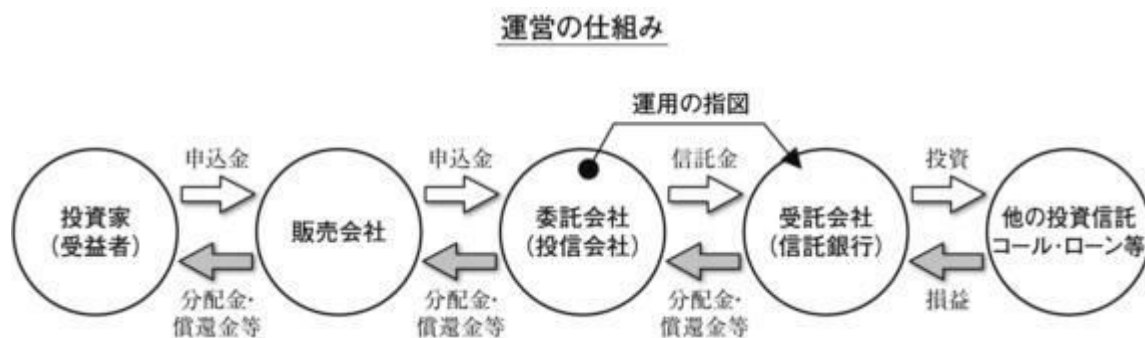 運営の仕組み
運用の指図
申込金
申込金
信託金
投資
投資家
(受益者)
販売会社
委託会社
(投信会社)
受託会社
(信託銀行)
他の投資信託
コール・ローン等
分配金・
償還金等
分配金・
償還金等
分配金・
償還金等
損益